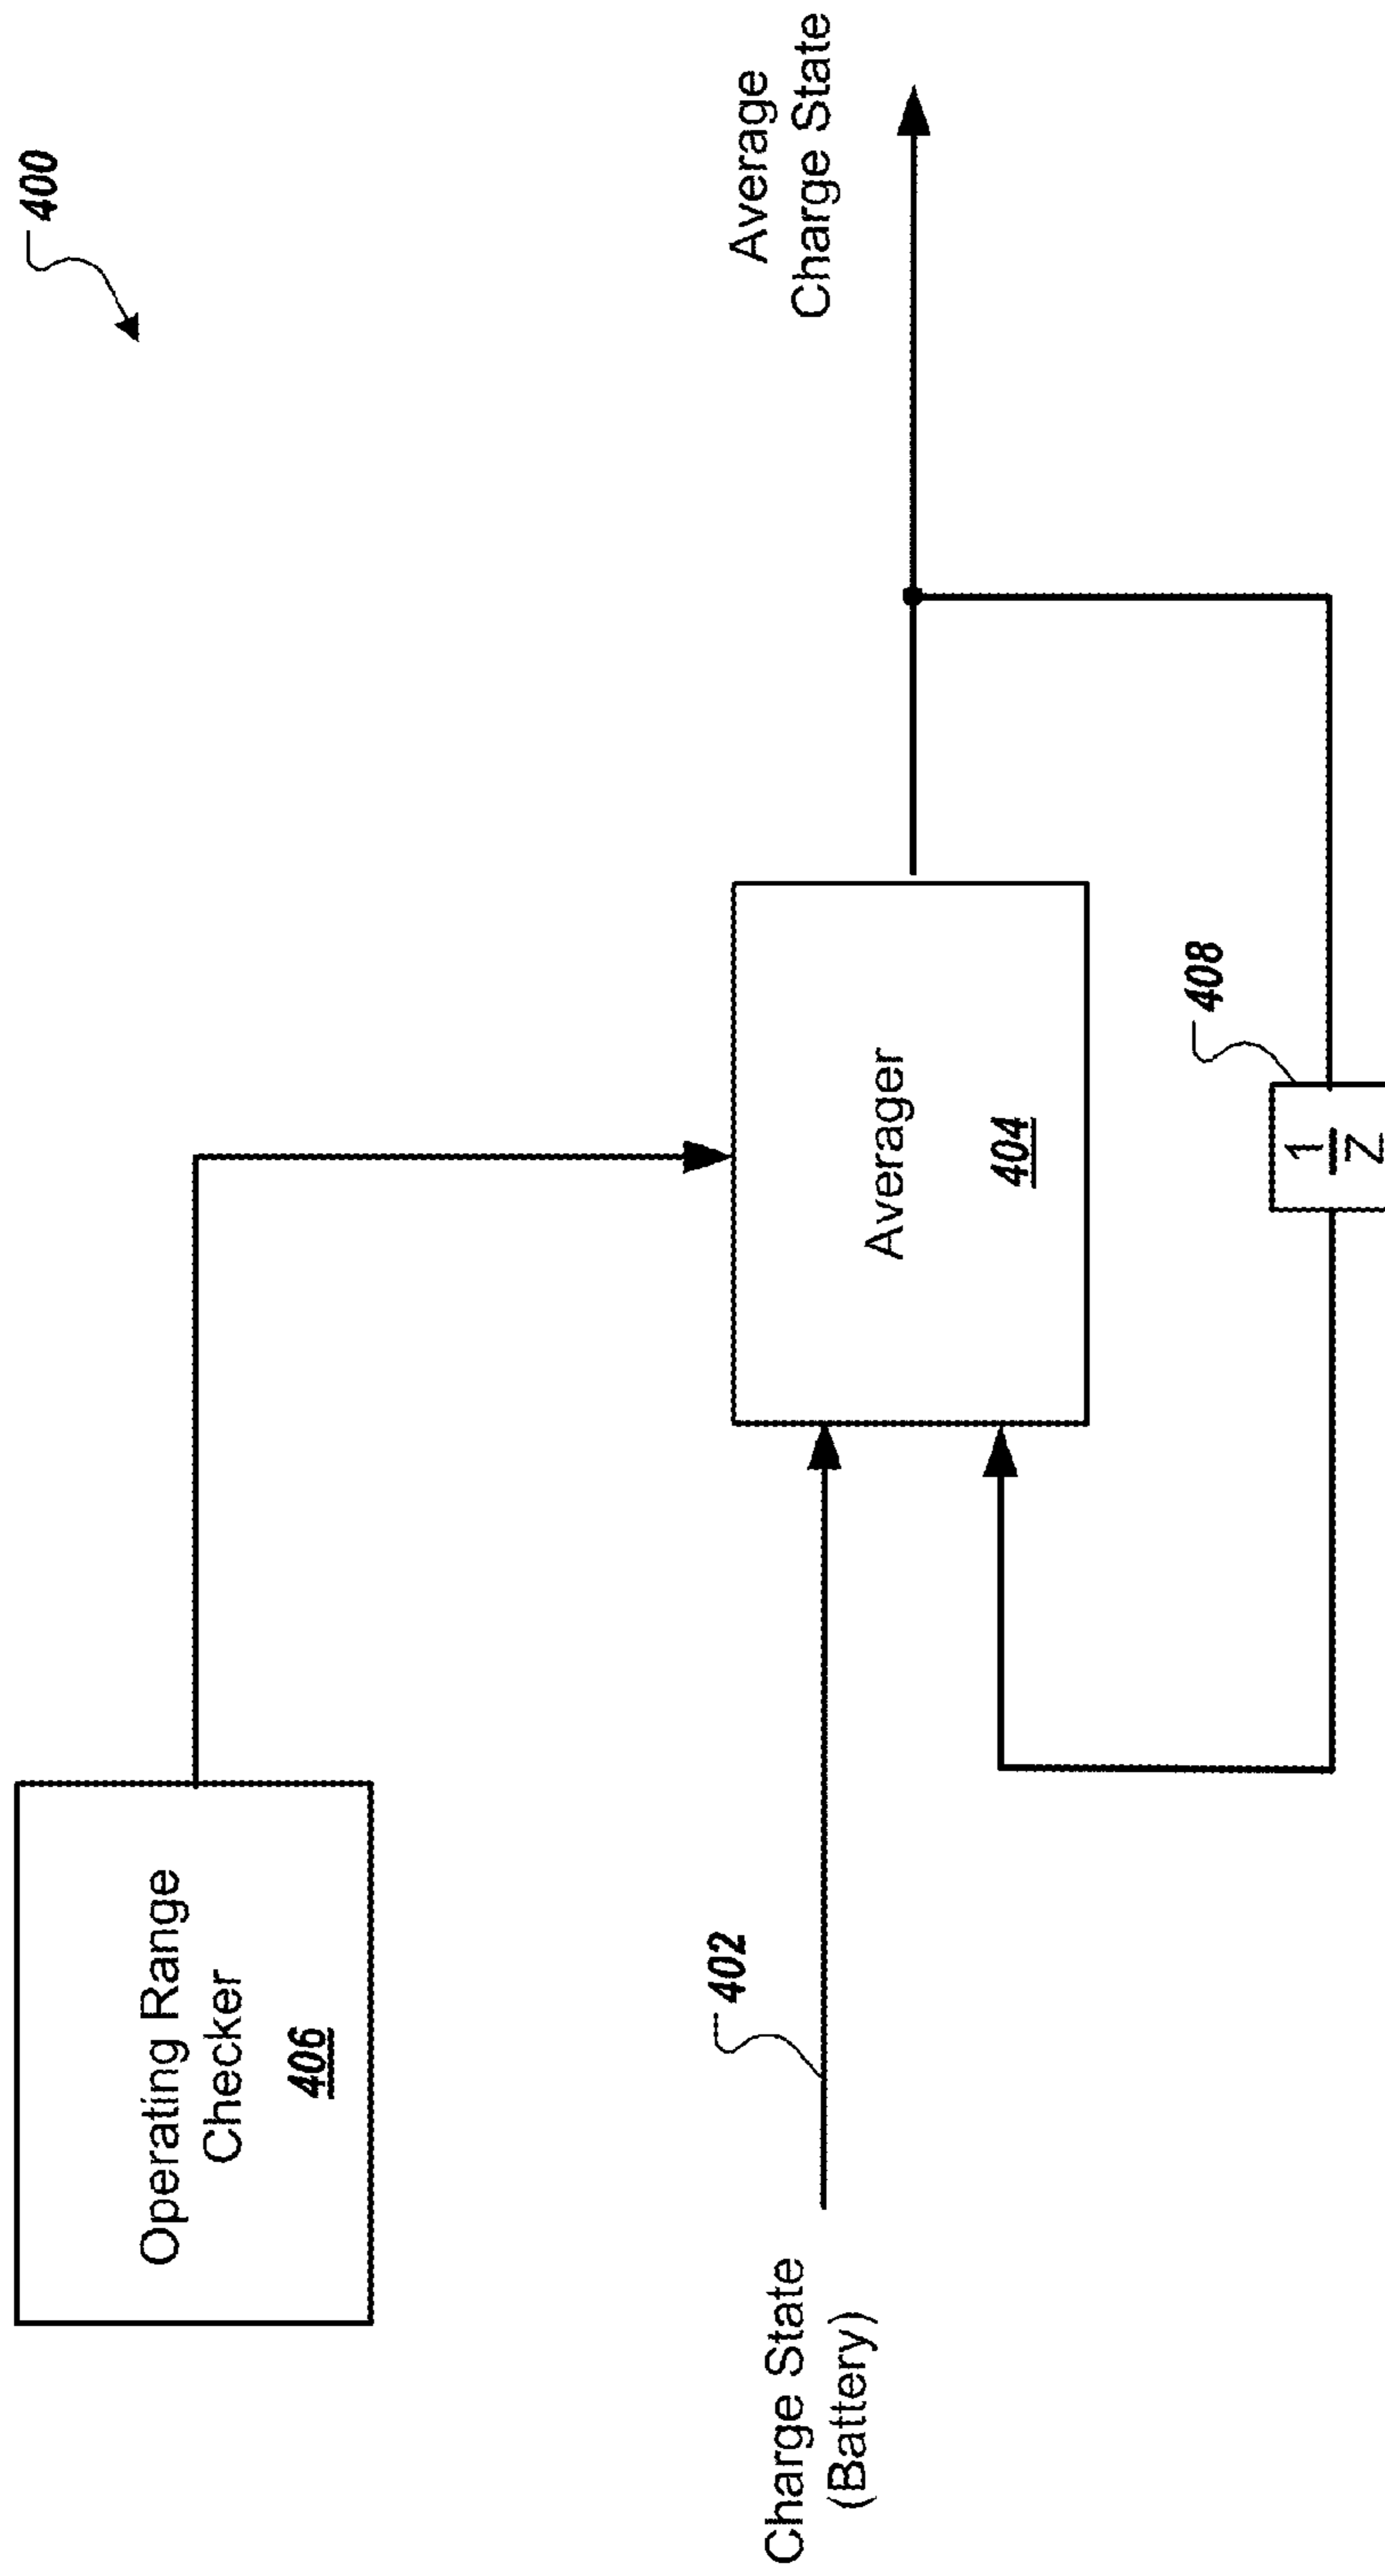 400
Operating Range
Checker
406
Charge State
(Battery)
402
Averager
404
Average
Charge State
408
1
Z